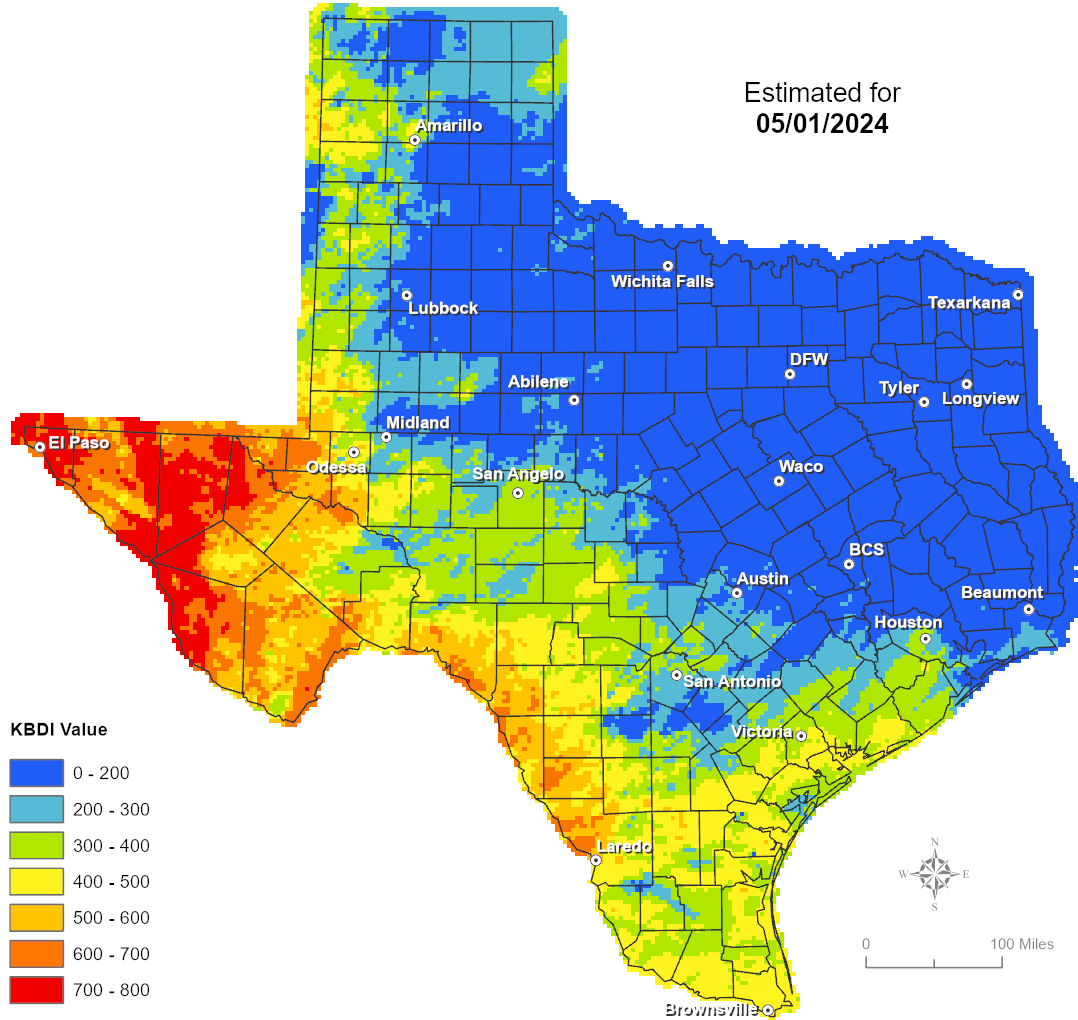 Estimated for
05/01/2024
Amarillo
Wichita Falls
Lubbock
Texarkana
DFW
Abilene
Tyler
Longview
Midland
El Paso
Odessa
San Angelo
Waco
BCS
Austin
Beaumont
Houston
San Antonio
Victoria
Laredo
Brownsville
KBDI Value
0 - 200
200 - 300
300 - 400
400 - 500
500 - 600
600 - 700
700 - 800
N
W E
S
0 100 Miles